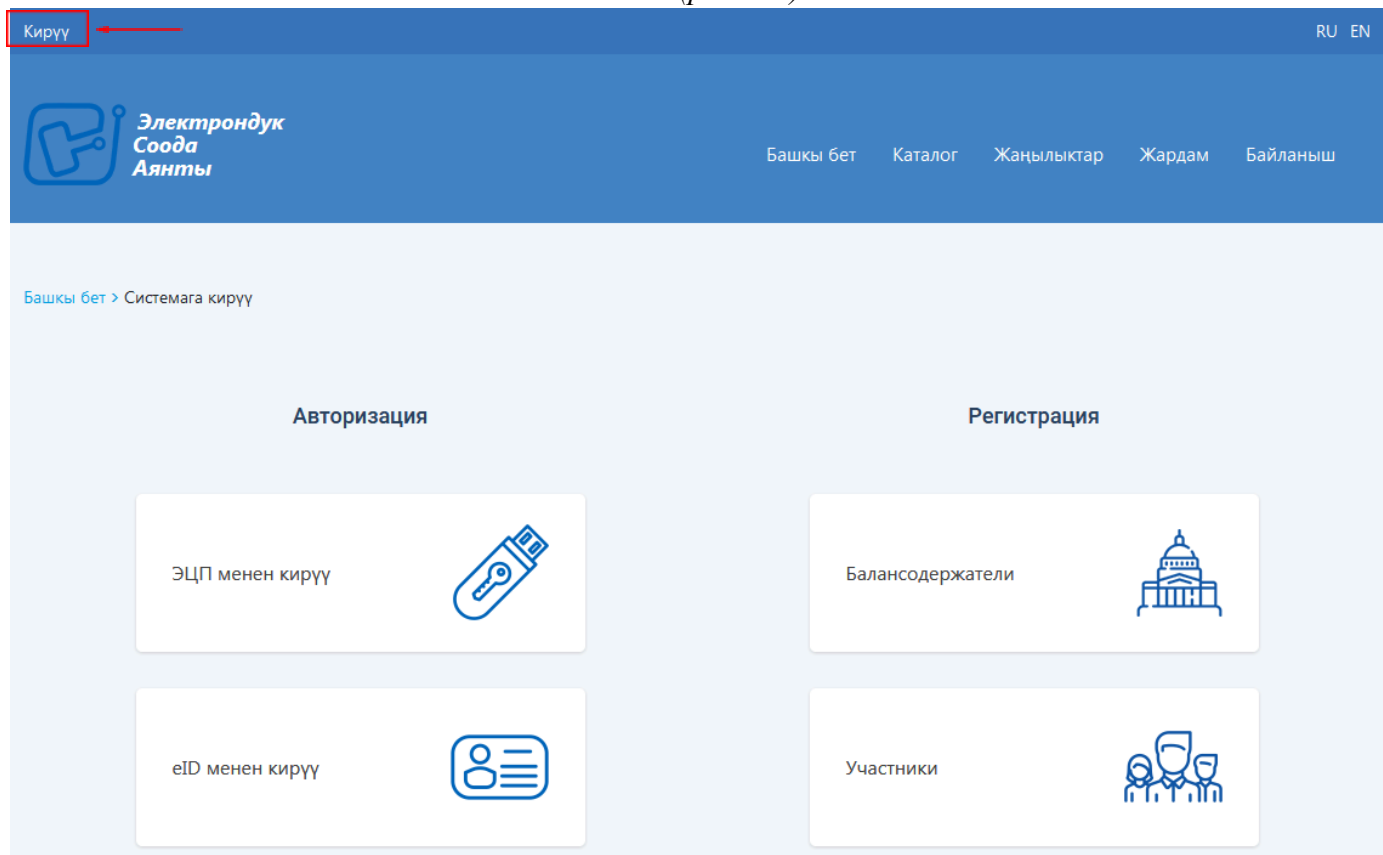 Кирүү
RU EN
Электрондук
Соода
Аянты
Башкы бет Каталог Жаңылыктар Жардам Байланыш
Башкы бет > Системага кирүү
Авторизация
Регистрация
ЭЦП менен кирүү
Балансодержатели
eID менен кирүү
Участники